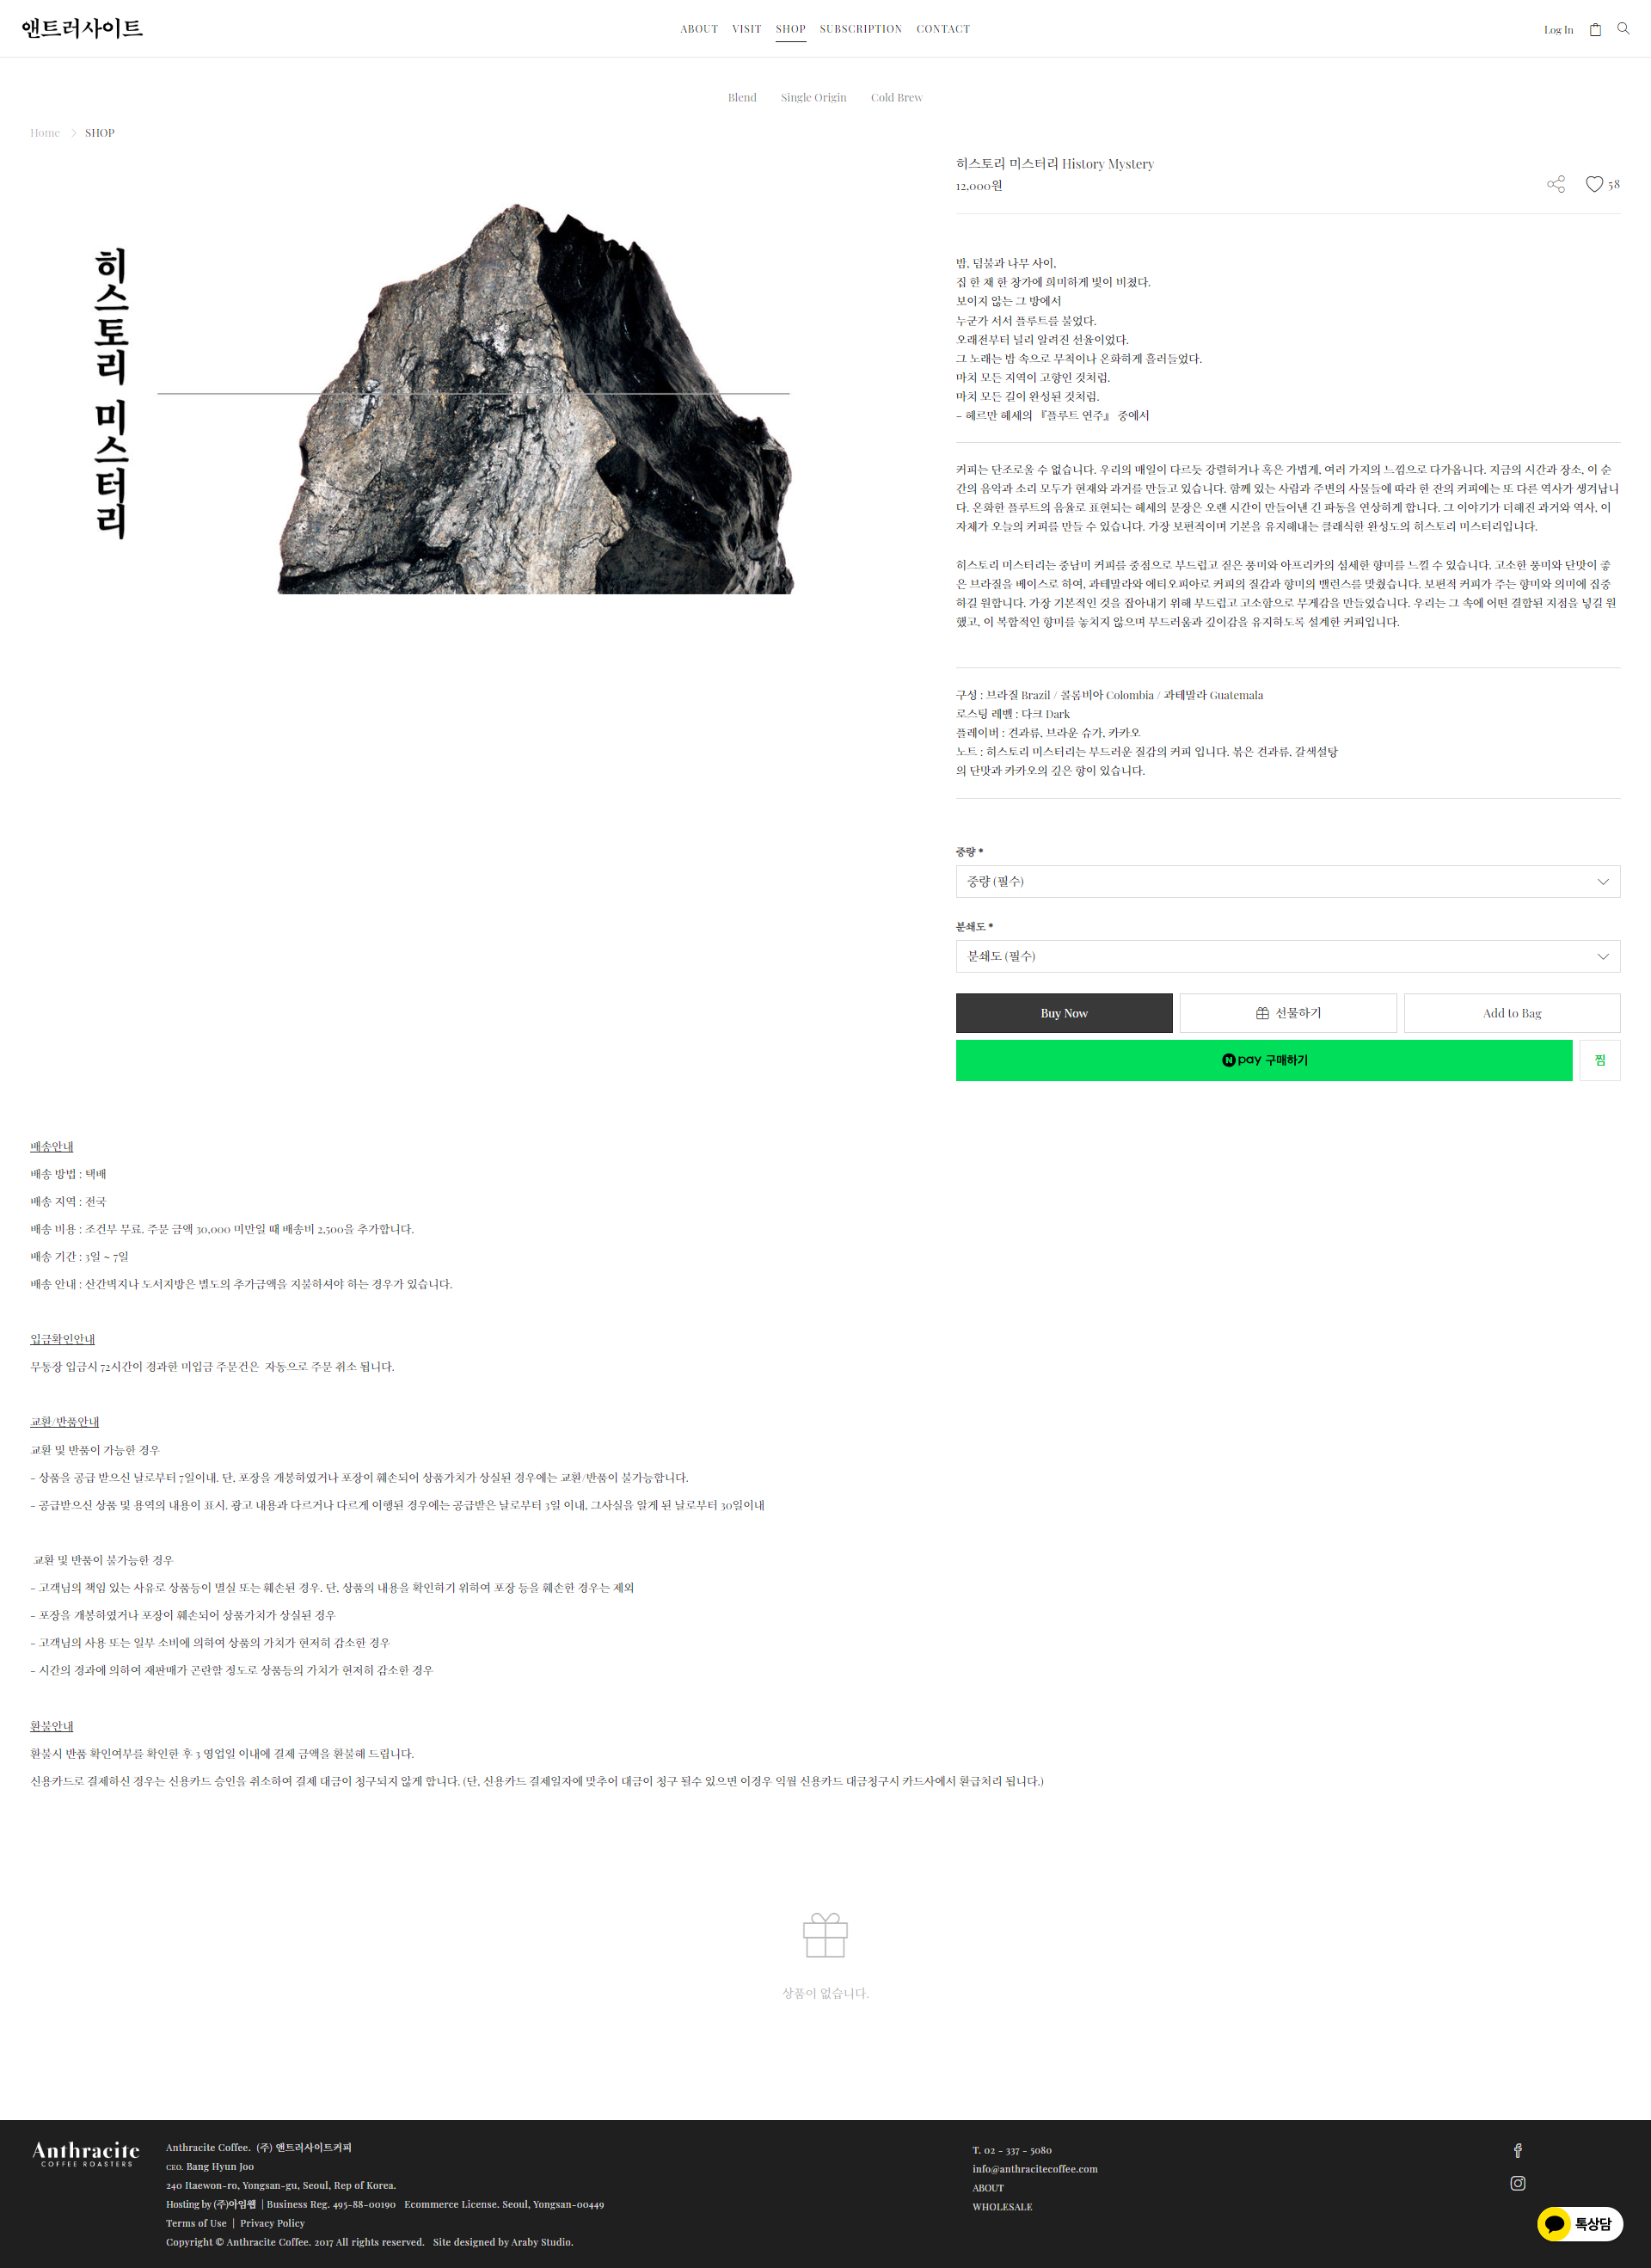 앤트러사이트
ABOUT VISIT SHOP SUBSCRIPTION CONTACT
Log In
Blend Single Origin Cold Brew
Home SHOP
히스토리 미스터리
히스토리 미스터리 History Mystery
12,000원
58
밤, 덤불과 나무 사이,
집 한 채 한 창가에 희미하게 빛이 비쳤다.
보이지 않는 그 방에서
누군가 서서 플루트를 불었다.
오래전부터 널리 알려진 선율이었다.
그 노래는 밤 속으로 무척이나 온화하게 흘러들었다.
마치 모든 지역이 고향인 것처럼.
마치 모든 길이 완성된 것처럼.
– 헤르만 헤세의 『플루트 연주』 중에서
커피는 단조로울 수 없습니다. 우리의 매일이 다르듯 강렬하거나 혹은 가볍게, 여러 가지의 느낌으로 다가옵니다. 지금의 시간과 장소, 이 순
간의 음악과 소리 모두가 현재와 과거를 만들고 있습니다. 함께 있는 사람과 주변의 사물들에 따라 한 잔의 커피에는 또 다른 역사가 생겨납니
다. 온화한 플루트의 음율로 표현되는 헤세의 문장은 오랜 시간이 만들어낸 긴 파동을 연상하게 합니다. 그 이야기가 더해진 과거와 역사, 이
자체가 오늘의 커피를 만들 수 있습니다. 가장 보편적이며 기본을 유지해내는 클래식한 완성도의 히스토리 미스터리입니다.
히스토리 미스터리는 중남미 커피를 중점으로 부드럽고 짙은 풍미와 아프리카의 섬세한 향미를 느낄 수 있습니다. 고소한 풍미와 단맛이 좋
은 브라질을 베이스로 하여, 과테말라와 에티오피아로 커피의 질감과 향미의 밸런스를 맞췄습니다. 보편적 커피가 주는 향미와 의미에 집중
하길 원합니다. 가장 기본적인 것을 잡아내기 위해 부드럽고 고소함으로 무게감을 만들었습니다. 우리는 그 속에 어떤 결합된 지점을 넣길 원
했고, 이 복합적인 향미를 놓치지 않으며 부드러움과 깊이감을 유지하도록 설계한 커피입니다.
구성 : 브라질 Brazil / 콜롬비아 Colombia / 과테말라 Guatemala
로스팅 레벨 : 다크 Dark
플레이버 : 견과류, 브라운 슈가, 카카오
노트 : 히스토리 미스터리는 부드러운 질감의 커피 입니다. 볶은 견과류, 갈색설탕
의 단맛과 카카오의 깊은 향이 있습니다.
중량 *
중량 (필수)
분쇄도 *
분쇄도 (필수)
Buy Now 선물하기 Add to Bag
N pay 구매하기 찜
배송안내
배송 방법 : 택배
배송 지역 : 전국
배송 비용 : 조건부 무료. 주문 금액 30,000 미만일 때 배송비 2,500을 추가합니다.
배송 기간 : 3일 ~ 7일
배송 안내 : 산간벽지나 도서지방은 별도의 추가금액을 지불하셔야 하는 경우가 있습니다.
입금확인안내
무통장 입금시 72시간이 경과한 미입금 주문건은 자동으로 주문 취소 됩니다.
교환/반품안내
교환 및 반품이 가능한 경우
- 상품을 공급 받으신 날로부터 7일이내. 단, 포장을 개봉하였거나 포장이 훼손되어 상품가치가 상실된 경우에는 교환/반품이 불가능합니다.
- 공급받으신 상품 및 용역의 내용이 표시. 광고 내용과 다르거나 다르게 이행된 경우에는 공급받은 날로부터 3일 이내, 그사실을 알게 된 날로부터 30일이내
교환 및 반품이 불가능한 경우
- 고객님의 책임 있는 사유로 상품등이 멸실 또는 훼손된 경우. 단, 상품의 내용을 확인하기 위하여 포장 등을 훼손한 경우는 제외
- 포장을 개봉하였거나 포장이 훼손되어 상품가치가 상실된 경우
- 고객님의 사용 또는 일부 소비에 의하여 상품의 가치가 현저히 감소한 경우
- 시간의 경과에 의하여 재판매가 곤란할 정도로 상품등의 가치가 현저히 감소한 경우
환불안내
환불시 반품 확인여부를 확인한 후 3 영업일 이내에 결제 금액을 환불해 드립니다.
신용카드로 결제하신 경우는 신용카드 승인을 취소하여 결제 대금이 청구되지 않게 합니다. (단, 신용카드 결제일자에 맞추어 대금이 청구 될수 있으면 이경우 익월 신용카드 대금청구시 카드사에서 환급처리 됩니다.)
상품이 없습니다.
Anthracite
COFFEE ROASTERS
Anthracite Coffee. (주) 앤트러사이트커피
CEO. Bang Hyun Joo
240 Itaewon-ro, Yongsan-gu, Seoul, Rep of Korea.
Hosting by (주)아임웹 | Business Reg. 495-88-00190 Ecommerce License. Seoul, Yongsan-00449
Terms of Use | Privacy Policy
Copyright © Anthracite Coffee. 2017 All rights reserved. Site designed by Araby Studio.
T. 02 - 337 - 5080
info@anthracitecoffee.com
ABOUT
WHOLESALE
톡상담